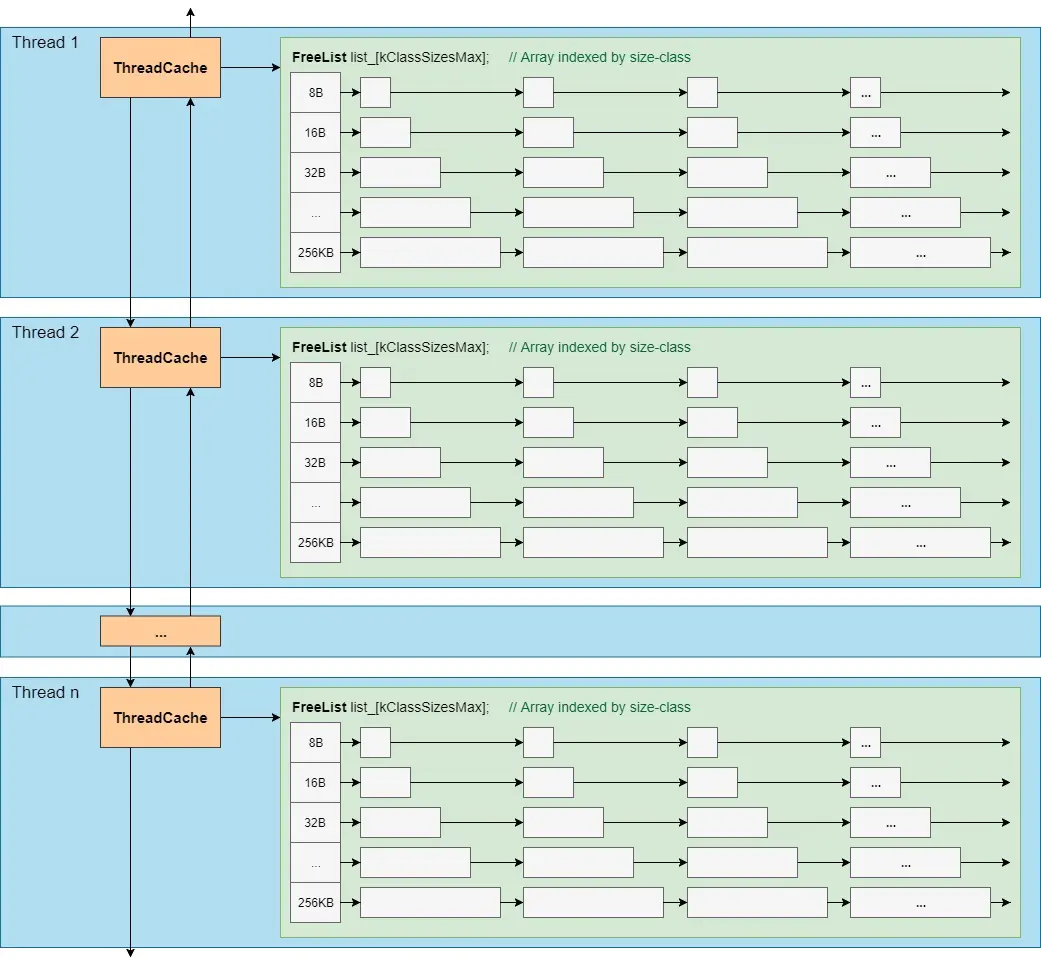 Thread 1
ThreadCache
FreeList list_[kClassSizesMax]; // Array indexed by size-class
8B ...
16B ...
32B ...
... ...
256KB ...
Thread 2
ThreadCache
FreeList list_[kClassSizesMax]; // Array indexed by size-class
8B ...
16B ...
32B ...
... ...
256KB ...
...
Thread n
ThreadCache
FreeList list_[kClassSizesMax]; // Array indexed by size-class
8B ...
16B ...
32B ...
... ...
256KB ...